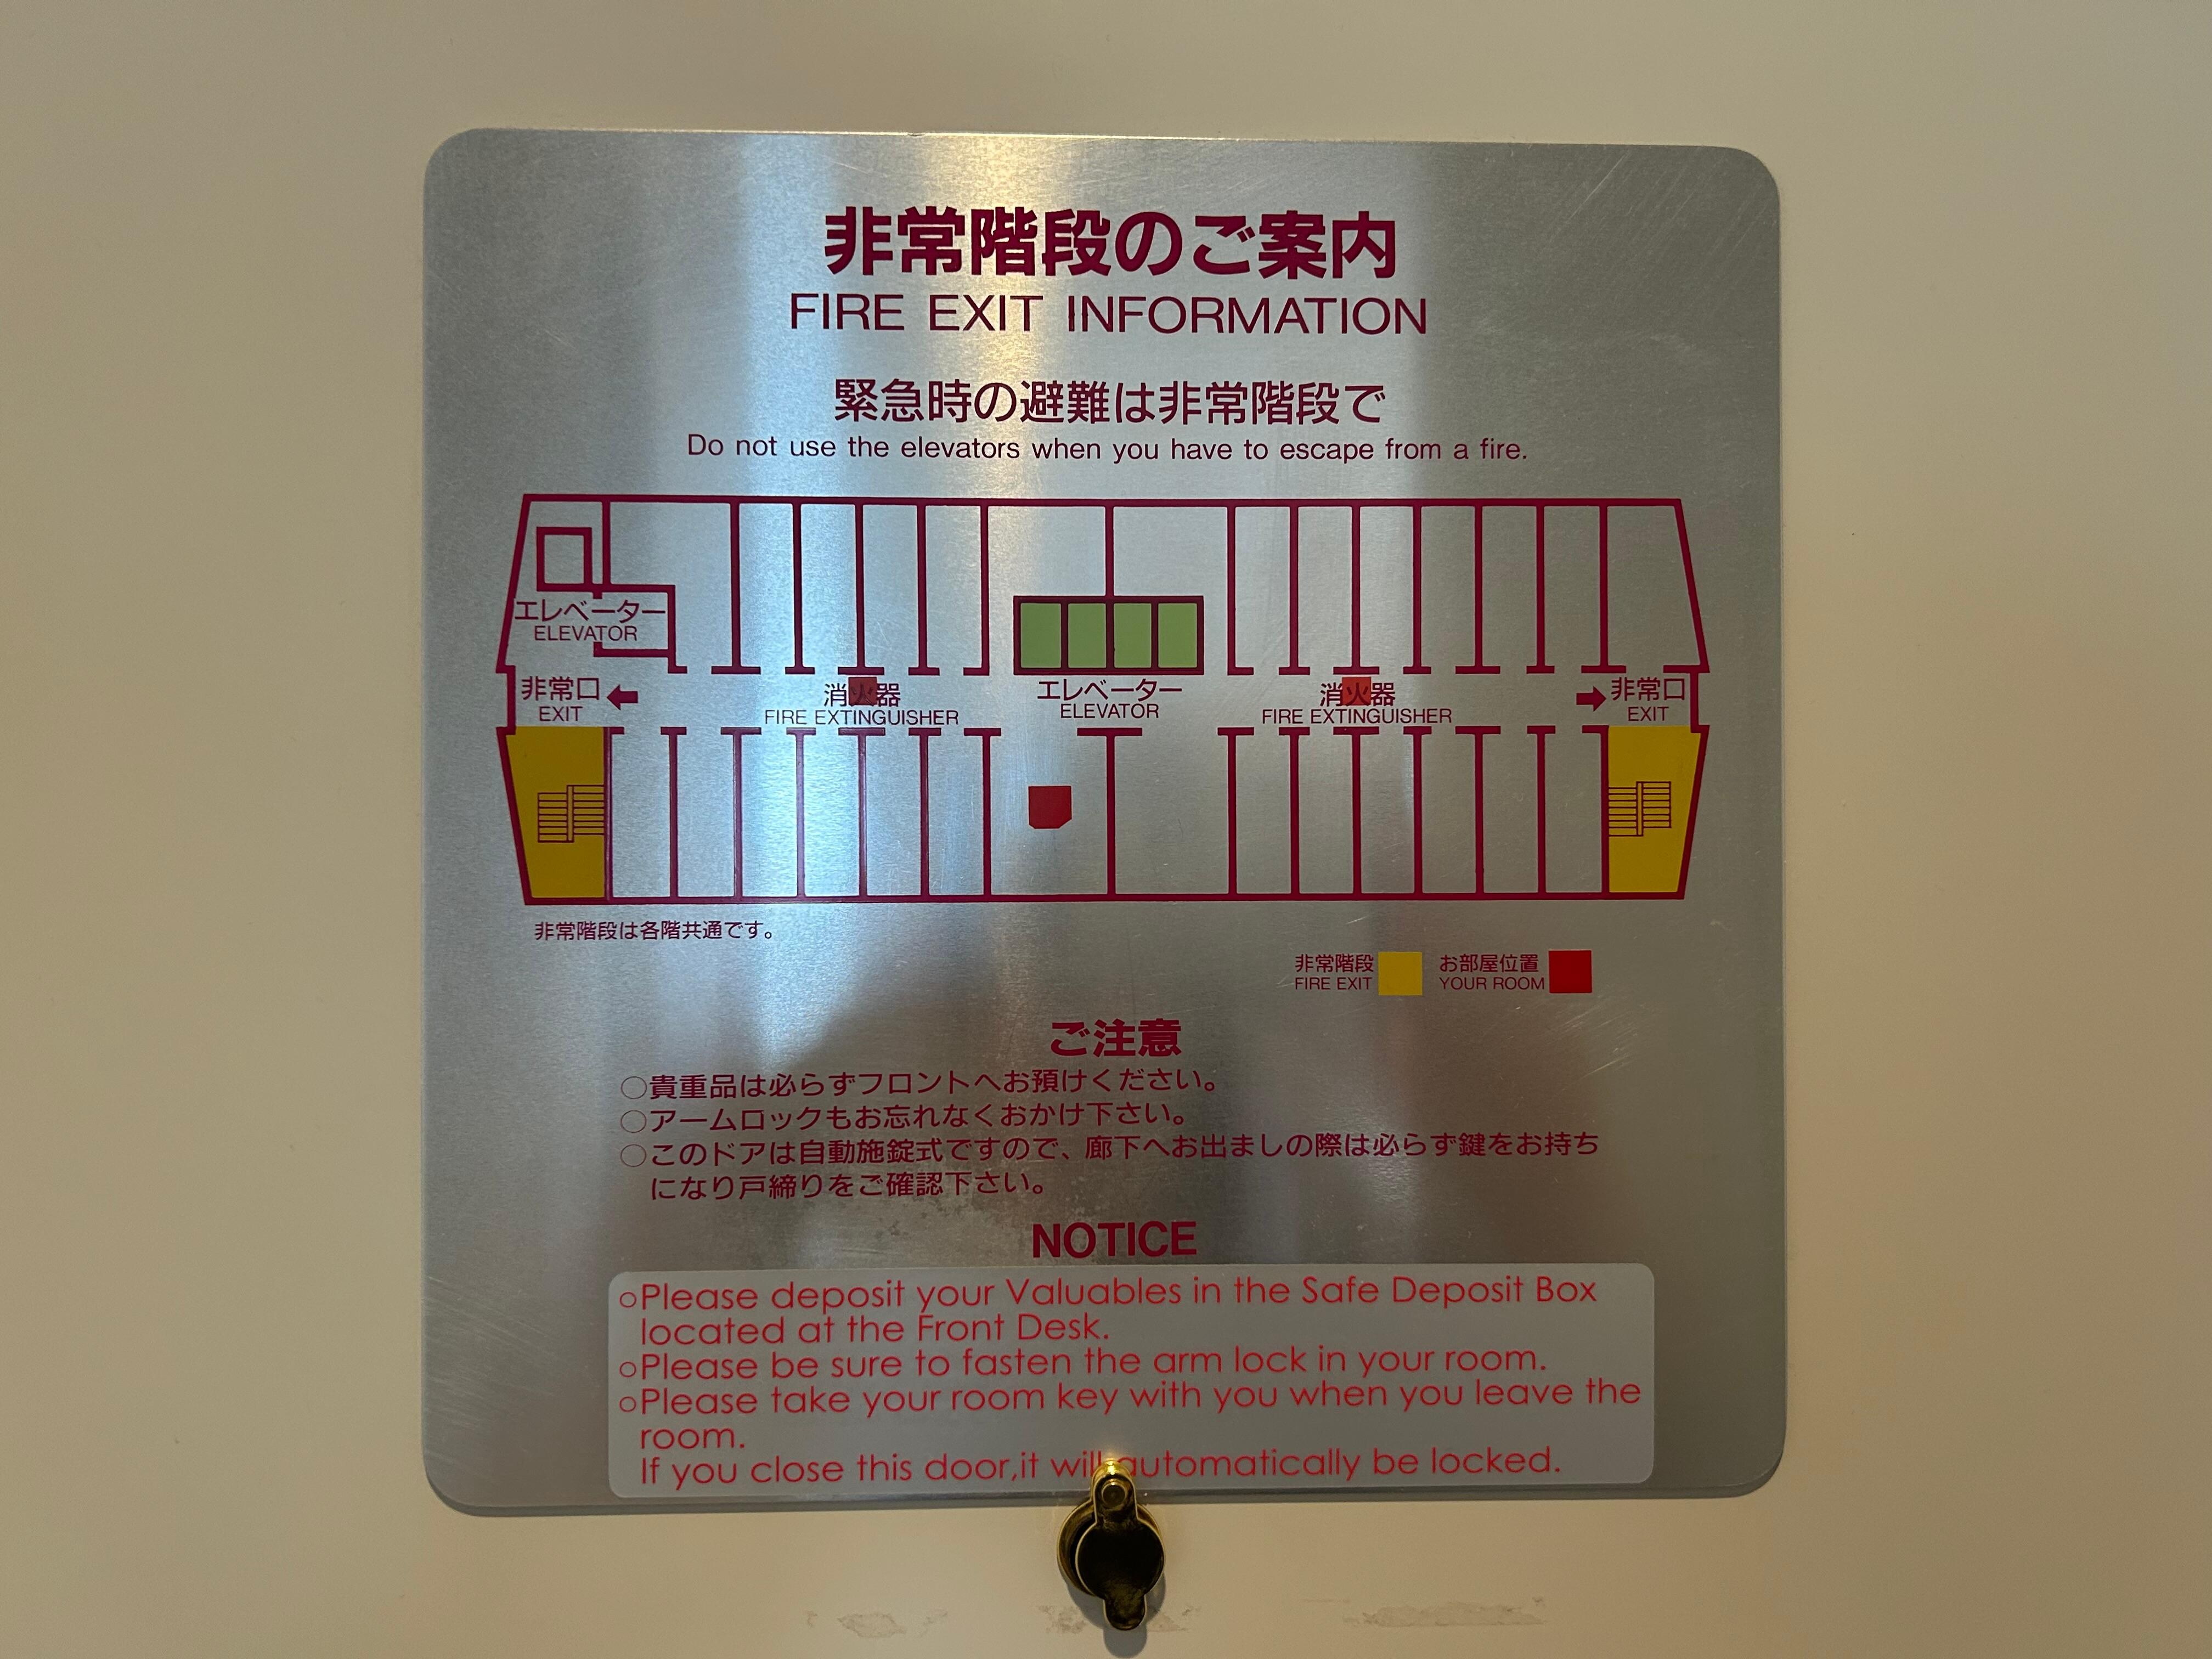 非常階段のご案内
FIRE EXIT INFORMATION
緊急時の避難は非常階段で
Do not use the elevators when you have to escape from a fire.
エレベーター
ELEVATOR
非常口
EXIT
消火器
FIRE EXTINGUISHER
エレベーター
ELEVATOR
消火器
FIRE EXTINGUISHER
非常口
EXIT
非常階段は各階共通です。
非常階段
FIRE EXIT
お部屋位置
YOUR ROOM
ご注意
○貴重品は必らずフロントへお預けください。
○アームロックもお忘れなくおかけ下さい。
○このドアは自動施錠式ですので、廊下へお出ましの際は必らず鍵をお持ち
になり戸締りをご確認下さい。
NOTICE
○Please deposit your Valuables in the Safe Deposit Box
located at the Front Desk.
○Please be sure to fasten the arm lock in your room.
○Please take your room key with you when you leave the
room.
If you close this door,it will automatically be locked.